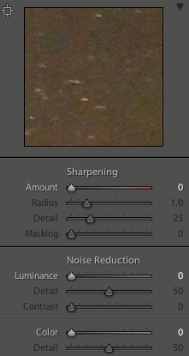 Sharpening
Amount 0
Radius 1.0
Detail 25
Masking 0
Noise Reduction
Luminance 0
Detail 50
Contrast 0
Color 0
Detail 50